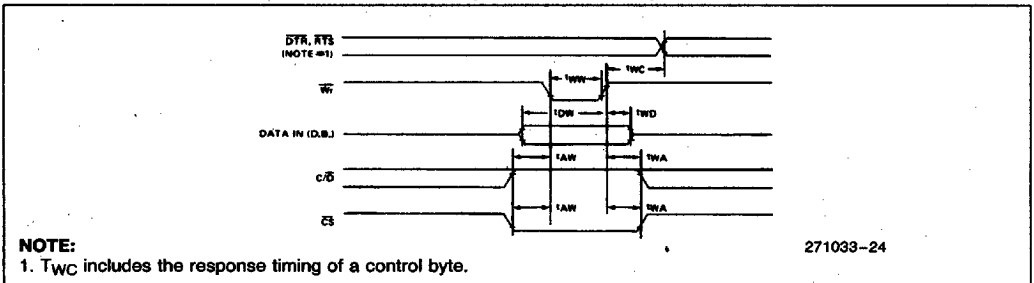 DTR, RTS
(NOTE #1)
tWC
tWW
Wr
tDW
tWD
DATA IN (D.B.)
tAW
tWA
C/D
tAW
tWA
CS
NOTE:
271033-24
1. TWC includes the response timing of a control byte.